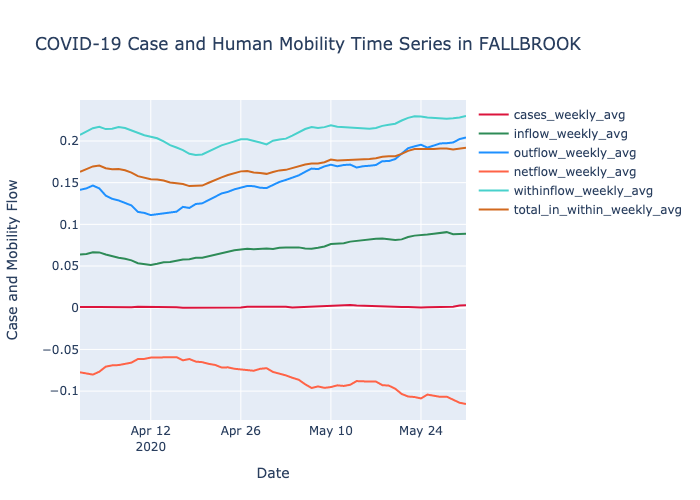 COVID-19 Case and Human Mobility Time Series in FALLBROOK
cases_weekly_avg
inflow_weekly_avg
outflow_weekly_avg
netflow_weekly_avg
withinflow_weekly_avg
total_in_within_weekly_avg
Case and Mobility Flow
0.2
0.15
0.1
0.05
0
−0.05
−0.1
Apr 12
2020
Apr 26
May 10
May 24
Date